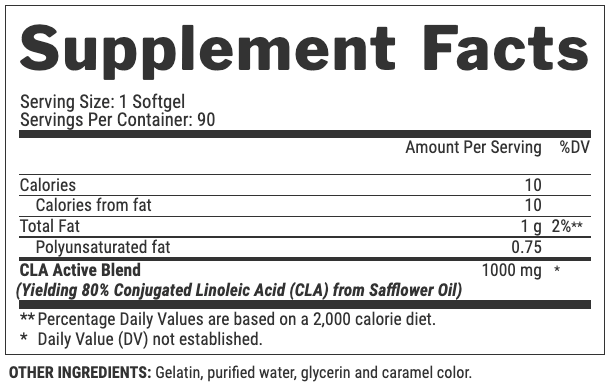 Supplement Facts
Serving Size: 1 Softgel
Servings Per Container: 90
Amount Per Serving %DV
Calories 10
Calories from fat 10
Total Fat 1 g 2%**
Polyunsaturated fat 0.75
CLA Active Blend 1000 mg *
(Yielding 80% Conjugated Linoleic Acid (CLA) from Safflower Oil)
** Percentage Daily Values are based on a 2,000 calorie diet.
* Daily Value (DV) not established.
OTHER INGREDIENTS: Gelatin, purified water, glycerin and caramel color.